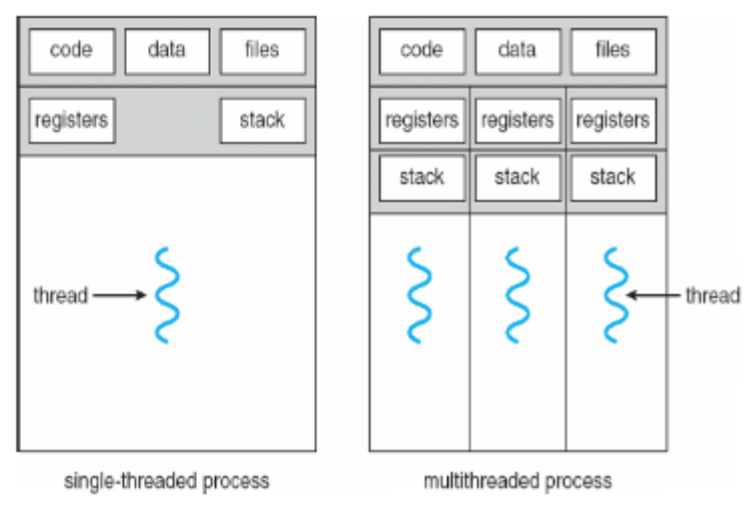 code data files
registers stack
thread
single-threaded process
code data files
registers registers registers
stack stack stack
thread
multithreaded process